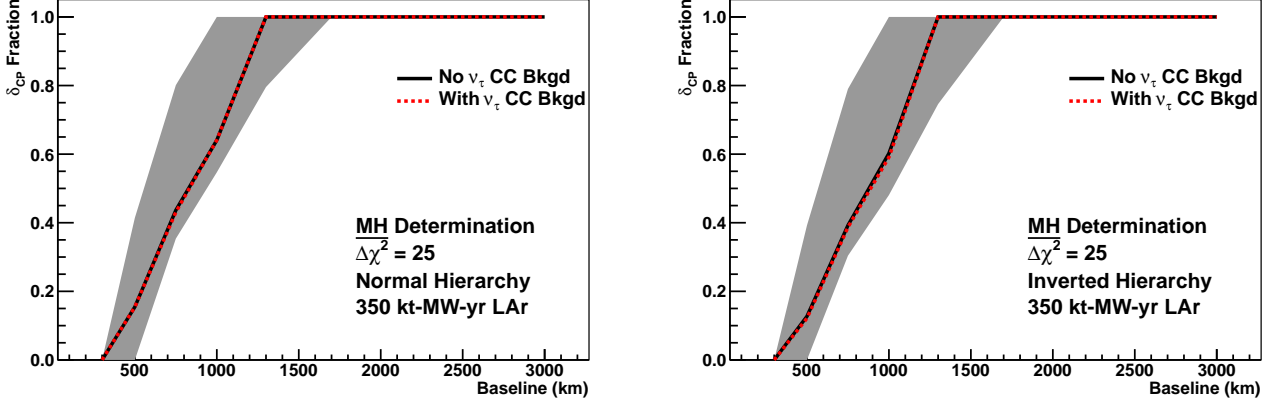 δCP Fraction
1.0
0.8
0.6
0.4
0.2
0.0
No ντ CC Bkgd
With ντ CC Bkgd
MH Determination
Δχ² = 25
Normal Hierarchy
350 kt-MW-yr LAr
500 1000 1500 2000 2500 3000
Baseline (km)
δCP Fraction
1.0
0.8
0.6
0.4
0.2
0.0
No ντ CC Bkgd
With ντ CC Bkgd
MH Determination
Δχ² = 25
Inverted Hierarchy
350 kt-MW-yr LAr
500 1000 1500 2000 2500 3000
Baseline (km)